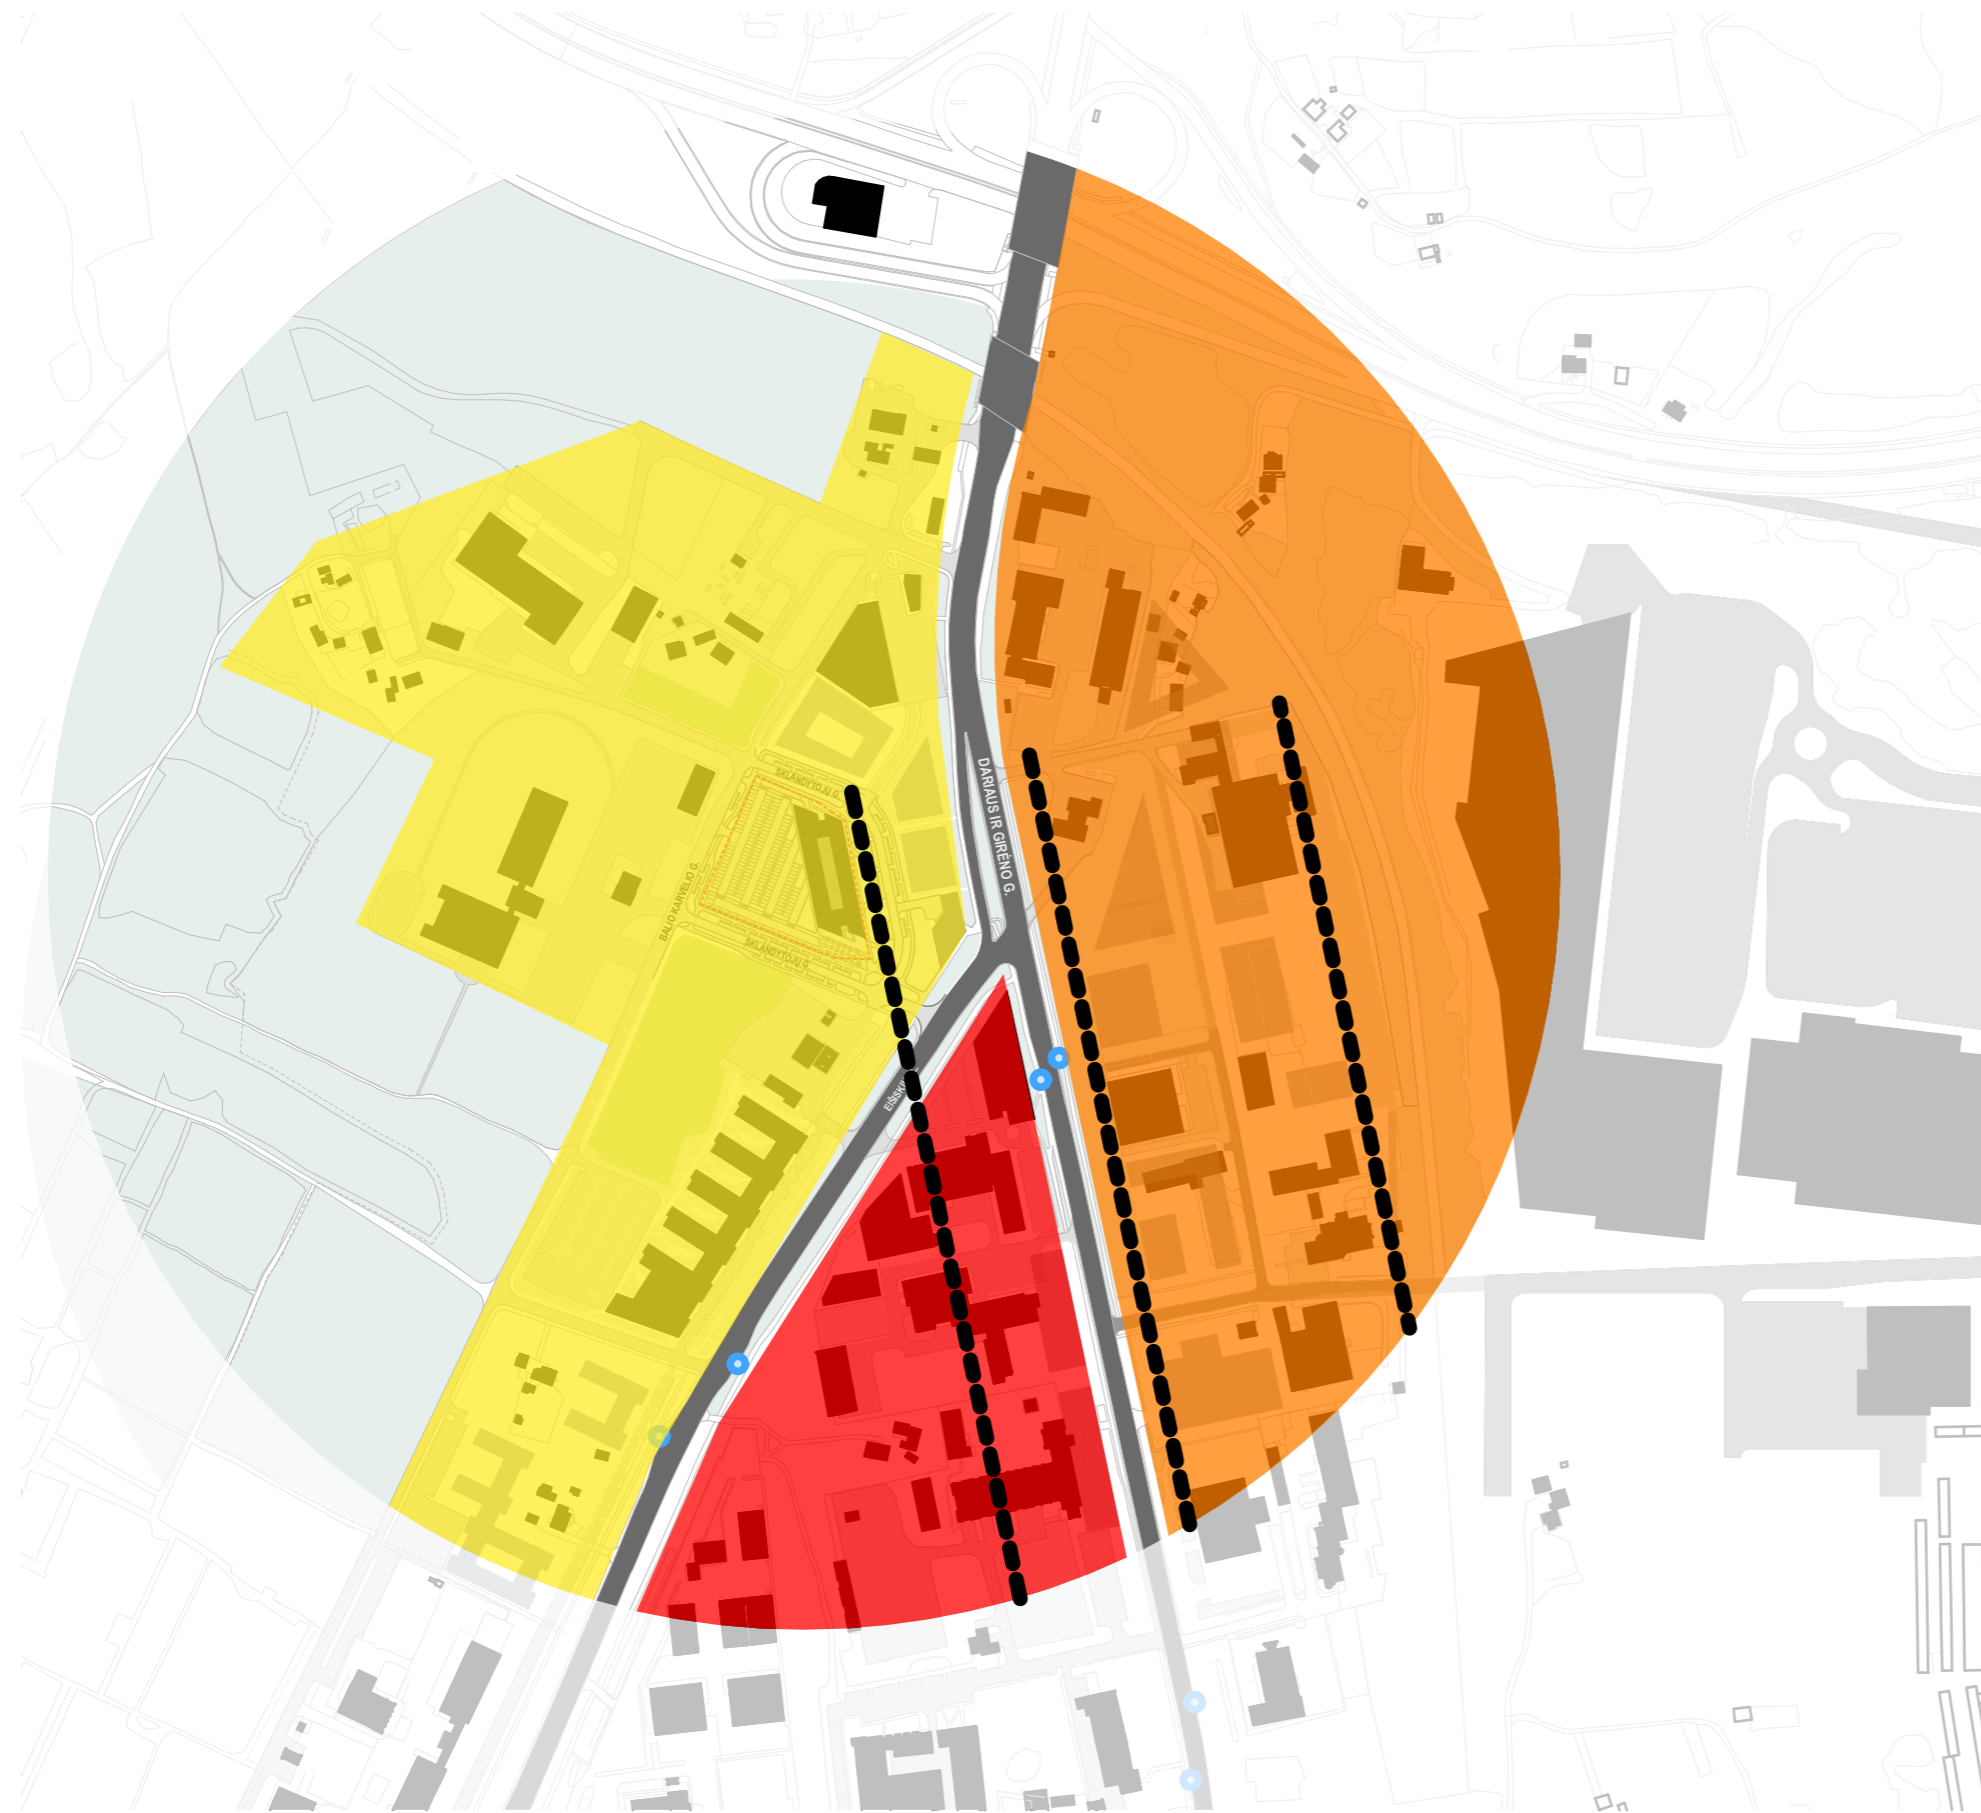 SKLANDYTOJŲ G.
DARIAUS IR GIRĖNO G.
BALIO KARVELIO G.
SKLANDYTOJŲ G.